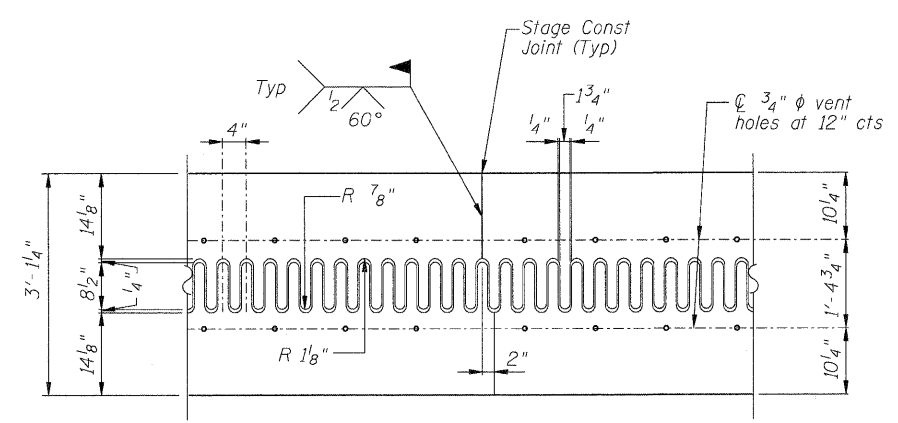 Stage Const
Joint (Typ)
Typ
1/2
60°
1 3/4"
1/4"
1/4"
℄ 3/4" ϕ vent
holes at 12" cts
4"
R 7/8"
3'-1 1/4"
14 1/8"
8 1/2"
1/4"
14 1/8"
10 1/4"
1'-4 3/4"
10 1/4"
R 1 1/8"
2"